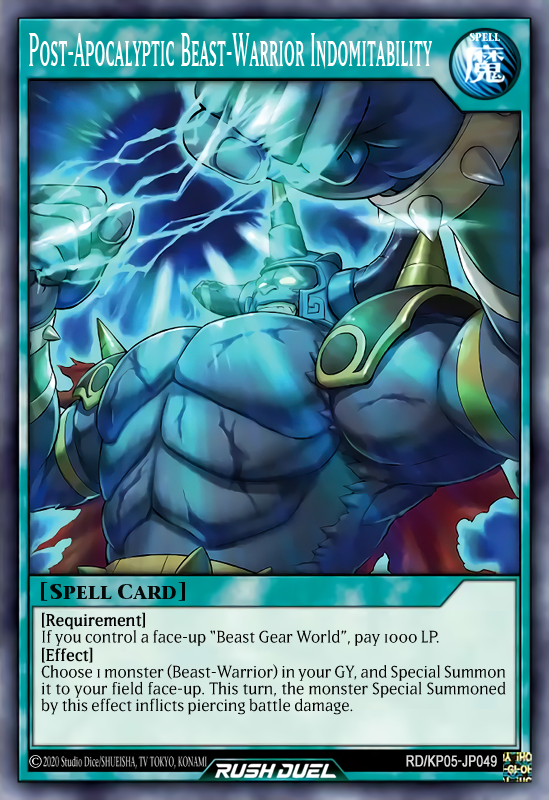 Post-Apocalyptic Beast-Warrior Indomitability
SPELL
魔
[Spell Card]
[Requirement]
If you control a face-up "Beast Gear World", pay 1000 LP.
[Effect]
Choose 1 monster (Beast-Warrior) in your GY, and Special Summon
it to your field face-up. This turn, the monster Special Summoned
by this effect inflicts piercing battle damage.
©2020 Studio Dice/SHUEISHA, TV TOKYO, KONAMI
RUSH DUEL
RD/KP05-JP049